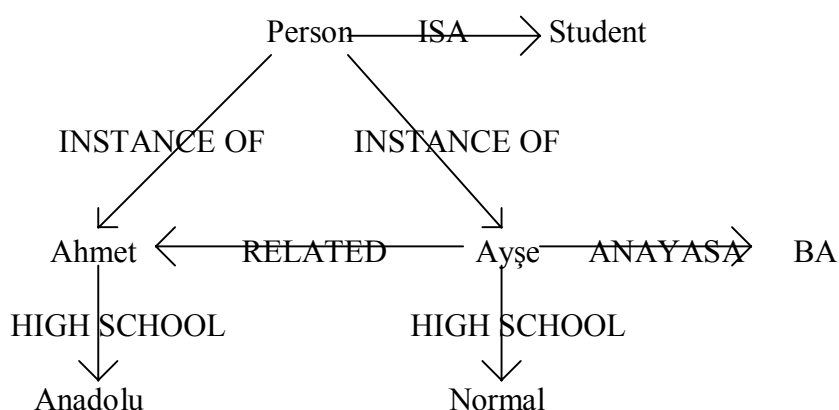 Person ISA Student
INSTANCE OF INSTANCE OF
Ahmet RELATED Ayşe ANAYASA BA
HIGH SCHOOL HIGH SCHOOL
Anadolu Normal